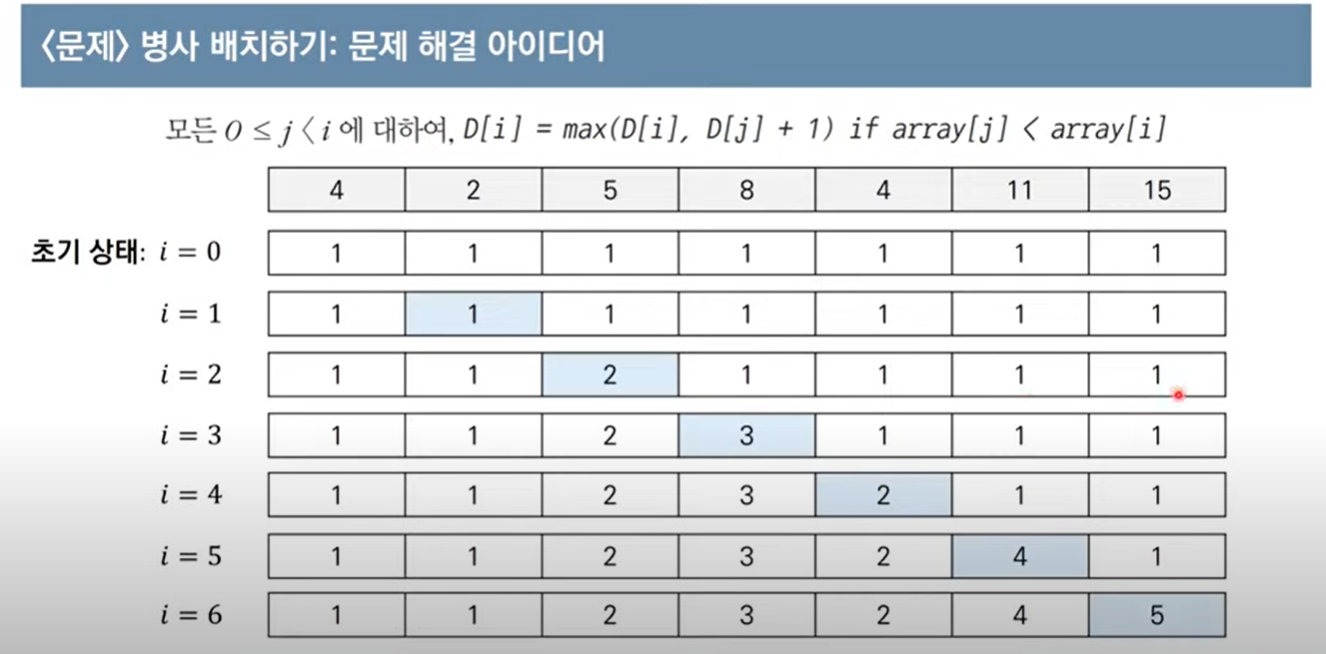 〈문제〉 병사 배치하기: 문제 해결 아이디어
모든 0 ≤ j < i 에 대하여, D[i] = max(D[i], D[j] + 1) if array[j] < array[i]
4 2 5 8 4 11 15
초기 상태: i = 0 1 1 1 1 1 1 1
i = 1 1 1 1 1 1 1 1
i = 2 1 1 2 1 1 1 1
i = 3 1 1 2 3 1 1 1
i = 4 1 1 2 3 2 1 1
i = 5 1 1 2 3 2 4 1
i = 6 1 1 2 3 2 4 5